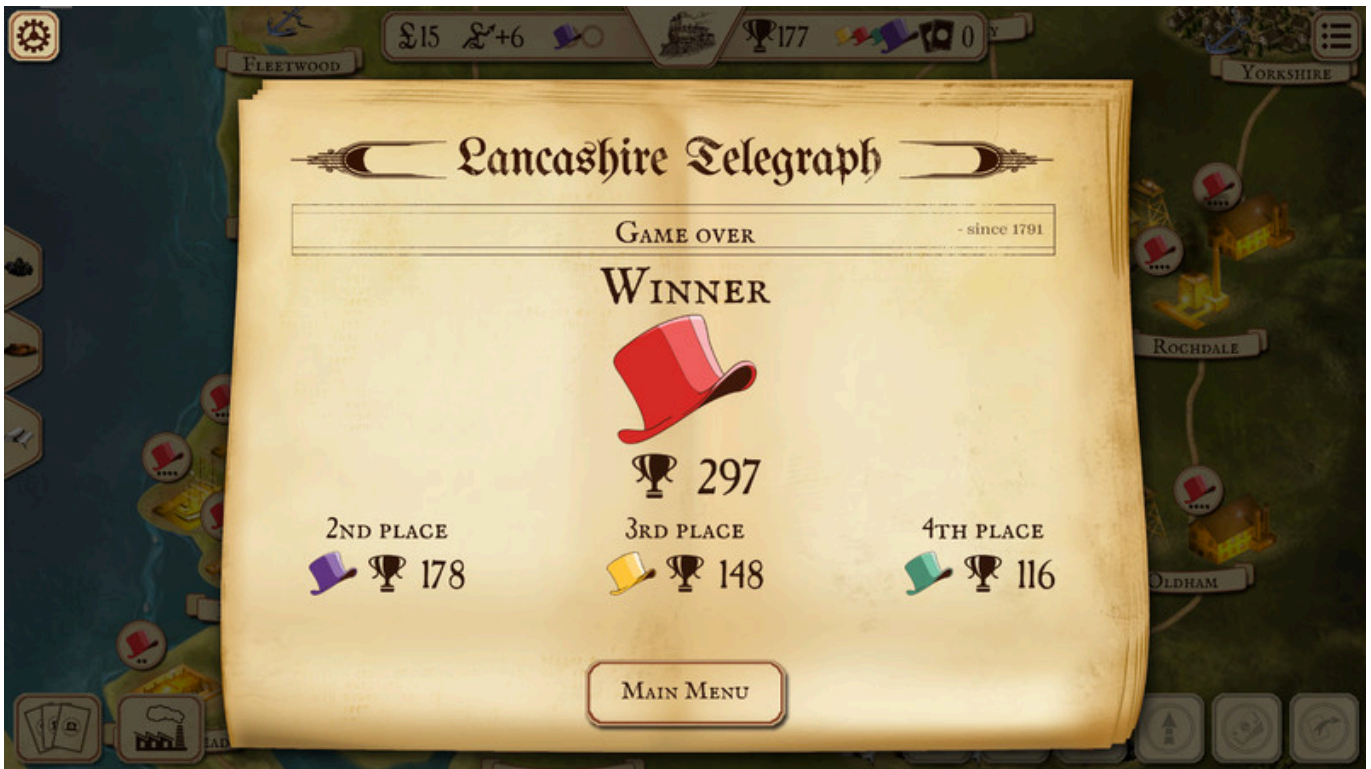 £15 +6 177 0
FLEETWOOD
YORKSHIRE
Lancashire Telegraph
GAME OVER
- since 1791
WINNER
297
ROCHDALE
2ND PLACE 3RD PLACE 4TH PLACE
178 148 116
OLDHAM
MAIN MENU